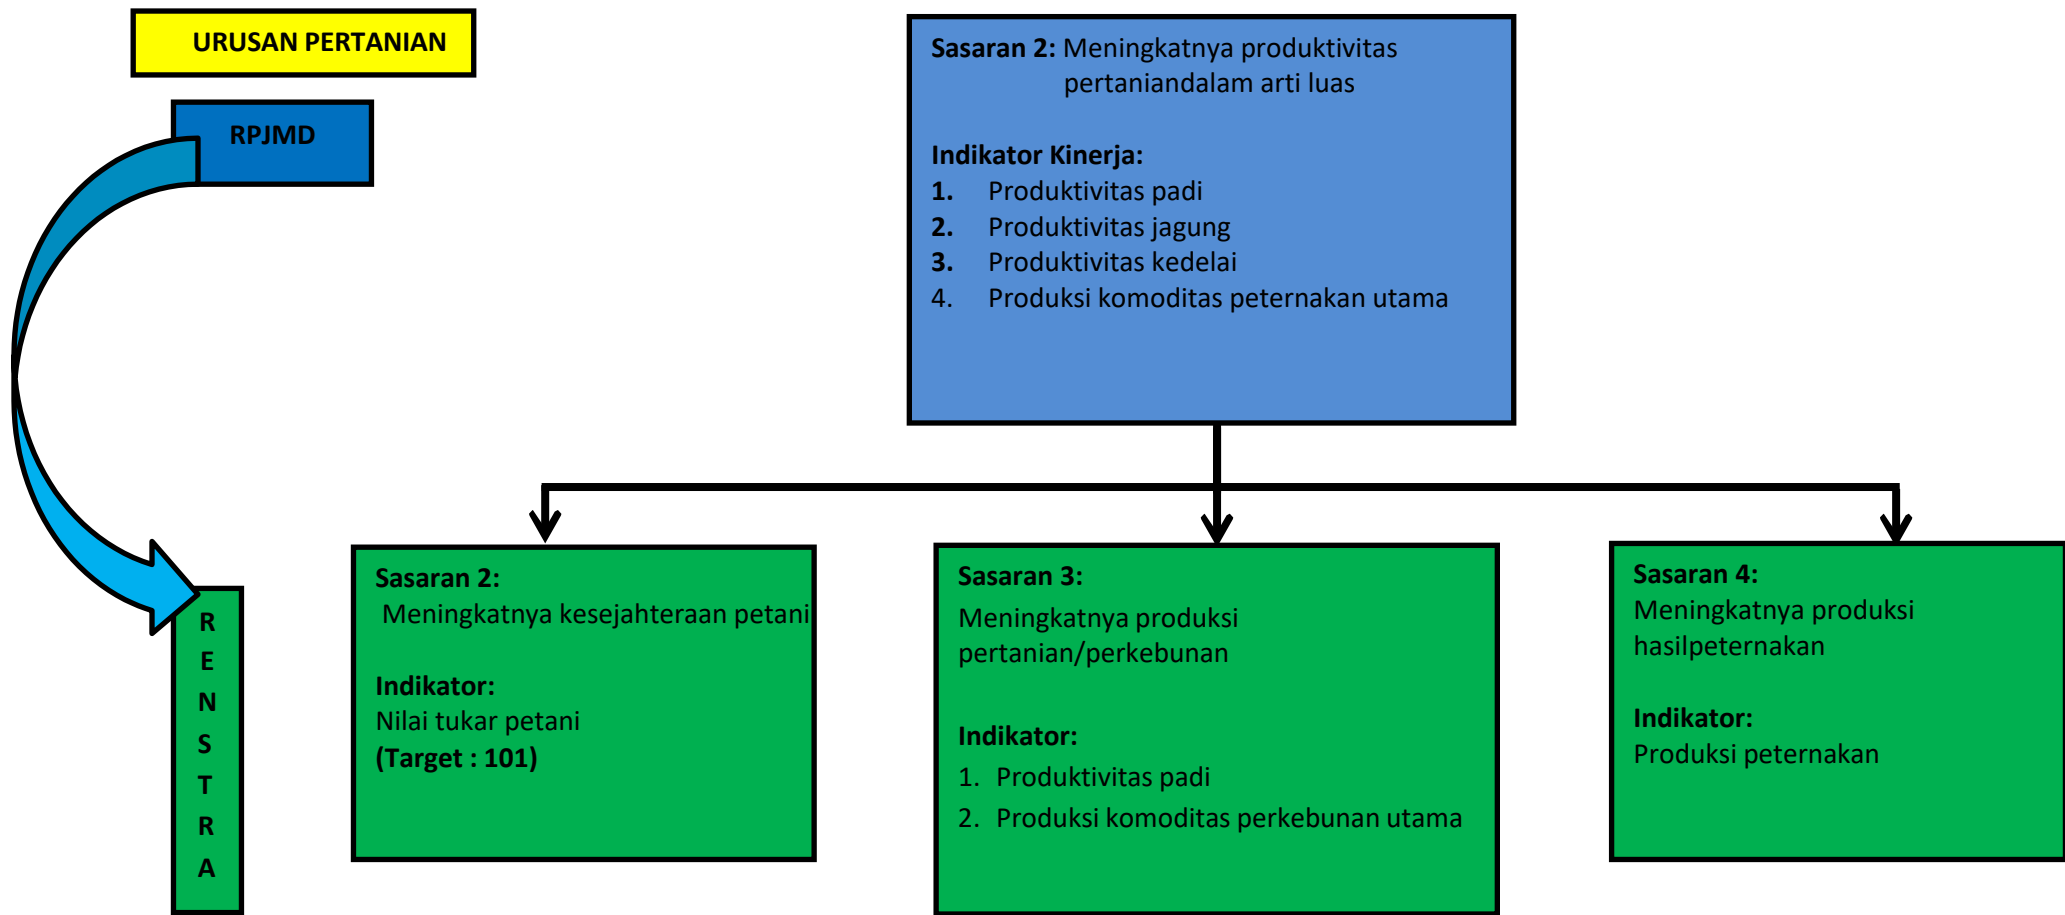 URUSAN PERTANIAN
RPJMD
Sasaran 2: Meningkatnya produktivitas
pertaniandalam arti luas
Indikator Kinerja:
1. Produktivitas padi
2. Produktivitas jagung
3. Produktivitas kedelai
4. Produksi komoditas peternakan utama
R
E
N
S
T
R
A
Sasaran 2:
Meningkatnya kesejahteraan petani
Indikator:
Nilai tukar petani
(Target : 101)
Sasaran 3:
Meningkatnya produksi
pertanian/perkebunan
Indikator:
1. Produktivitas padi
2. Produksi komoditas perkebunan utama
Sasaran 4:
Meningkatnya produksi
hasilpeternakan
Indikator:
Produksi peternakan